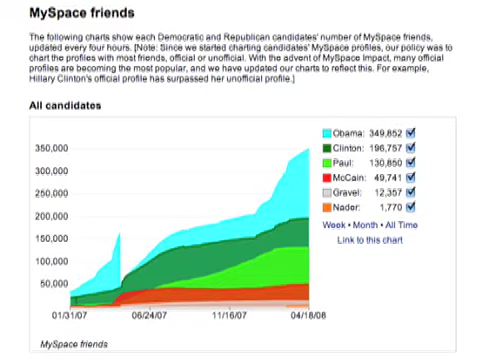 MySpace friends
The following charts show each Democratic and Republican candidates' number of MySpace friends,
updated every four hours. [Note: Since we started charting candidates' MySpace profiles, our policy was to
chart the profiles with most friends, official or unofficial. With the advent of MySpace Impact, many official
profiles are becoming the most popular, and we have updated our charts to reflect this. For example,
Hillary Clinton's official profile has surpassed her unofficial profile.]
All candidates
Obama: 349,852
Clinton: 196,757
Paul: 130,850
McCain: 49,741
Gravel: 12,357
Nader: 1,770
Week • Month • All Time
Link to this chart
350,000
300,000
250,000
200,000
150,000
100,000
50,000
01/31/07 06/24/07 11/16/07 04/18/08
MySpace friends